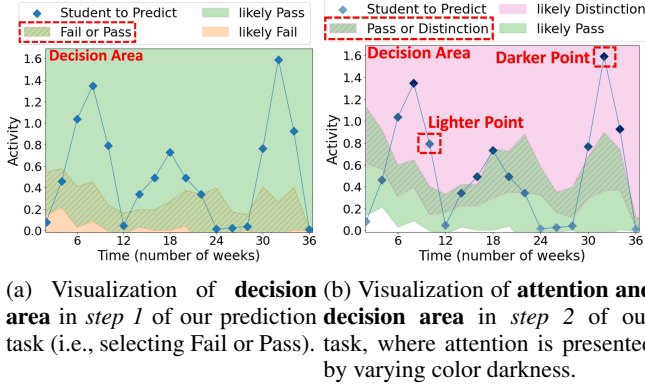 Student to Predict
likely Pass
Fail or Pass
likely Fail
Decision Area
1.6
1.4
1.2
1.0
0.8
0.6
0.4
0.2
0.0
Activity
6 12 18 24 30 36
Time (number of weeks)
(a) Visualization of decision
area in step 1 of our prediction
task (i.e., selecting Fail or Pass).
Student to Predict
likely Distinction
Pass or Distinction
likely Pass
Decision Area
Darker Point
Lighter Point
1.6
1.4
1.2
1.0
0.8
0.6
0.4
0.2
0.0
Activity
6 12 18 24 30 36
Time (number of weeks)
(b) Visualization of attention and
decision area in step 2 of our
task, where attention is presented
by varying color darkness.